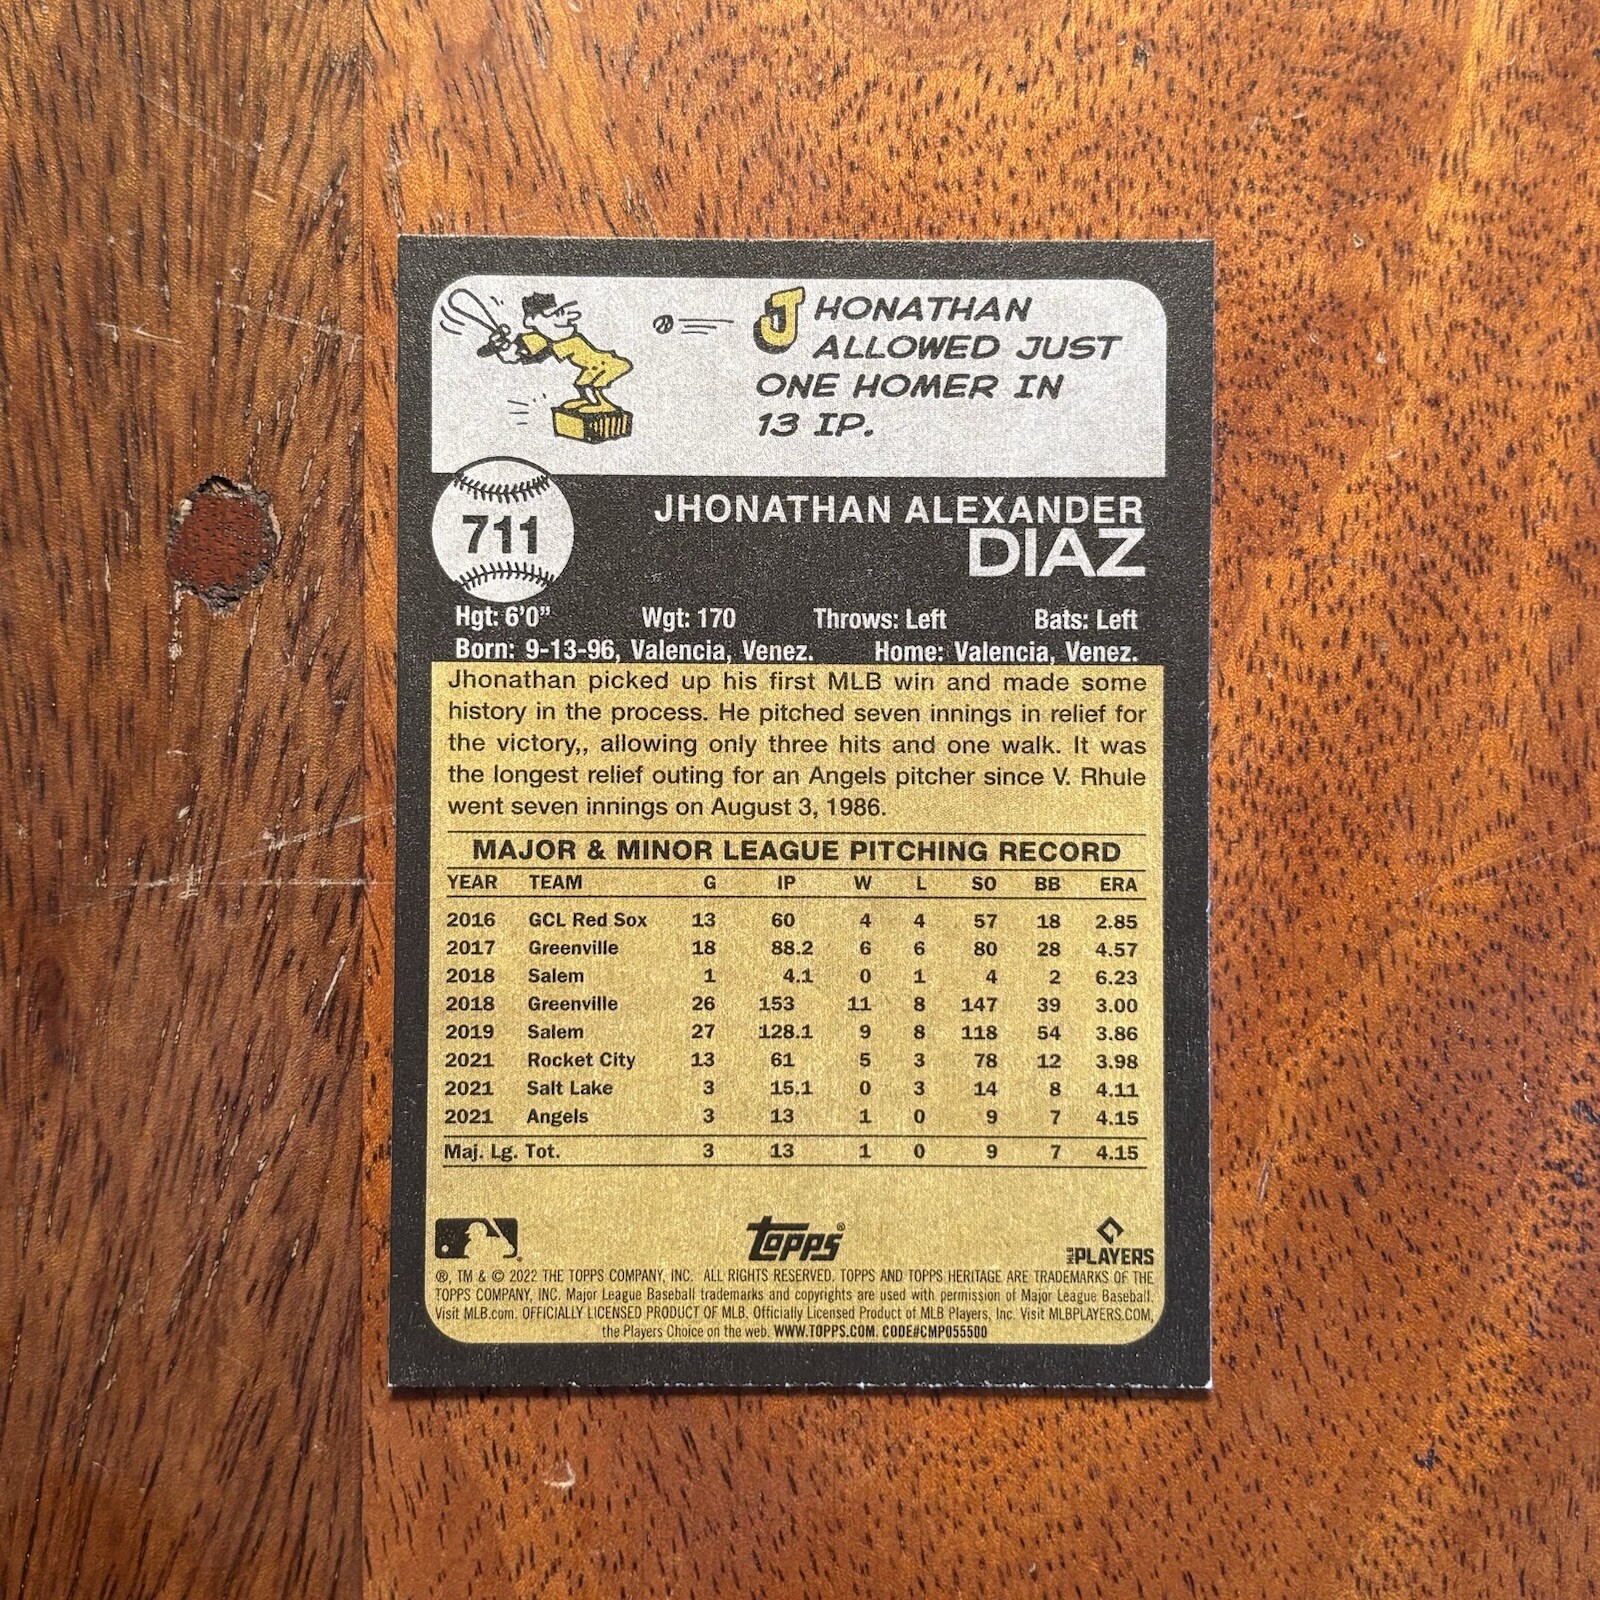 JHONATHAN
ALLOWED JUST
ONE HOMER IN
13 IP.
711
JHONATHAN ALEXANDER
DIAZ
Hgt: 6'0" Wgt: 170 Throws: Left Bats: Left
Born: 9-13-96, Valencia, Venez. Home: Valencia, Venez.
Jhonathan picked up his first MLB win and made some
history in the process. He pitched seven innings in relief for
the victory,, allowing only three hits and one walk. It was
the longest relief outing for an Angels pitcher since V. Rhule
went seven innings on August 3, 1986.
MAJOR & MINOR LEAGUE PITCHING RECORD
YEAR TEAM G IP W L SO BB ERA
2016 GCL Red Sox 13 60 4 4 57 18 2.85
2017 Greenville 18 88.2 6 6 80 28 4.57
2018 Salem 1 4.1 0 1 4 2 6.23
2018 Greenville 26 153 11 8 147 39 3.00
2019 Salem 27 128.1 9 8 118 54 3.86
2021 Rocket City 13 61 5 3 78 12 3.98
2021 Salt Lake 3 15.1 0 3 14 8 4.11
2021 Angels 3 13 1 0 9 7 4.15
Maj. Lg. Tot. 3 13 1 0 9 7 4.15
topps® MLB PLAYERS
®, TM & © 2022 THE TOPPS COMPANY, INC. ALL RIGHTS RESERVED. TOPPS AND TOPPS HERITAGE ARE TRADEMARKS OF THE
TOPPS COMPANY, INC. Major League Baseball trademarks and copyrights are used with permission of Major League Baseball.
Visit MLB.com. OFFICIALLY LICENSED PRODUCT OF MLB. Officially Licensed Product of MLB Players, Inc. Visit MLBPLAYERS.COM,
the Players Choice on the web. WWW.TOPPS.COM. CODE#CMP055500